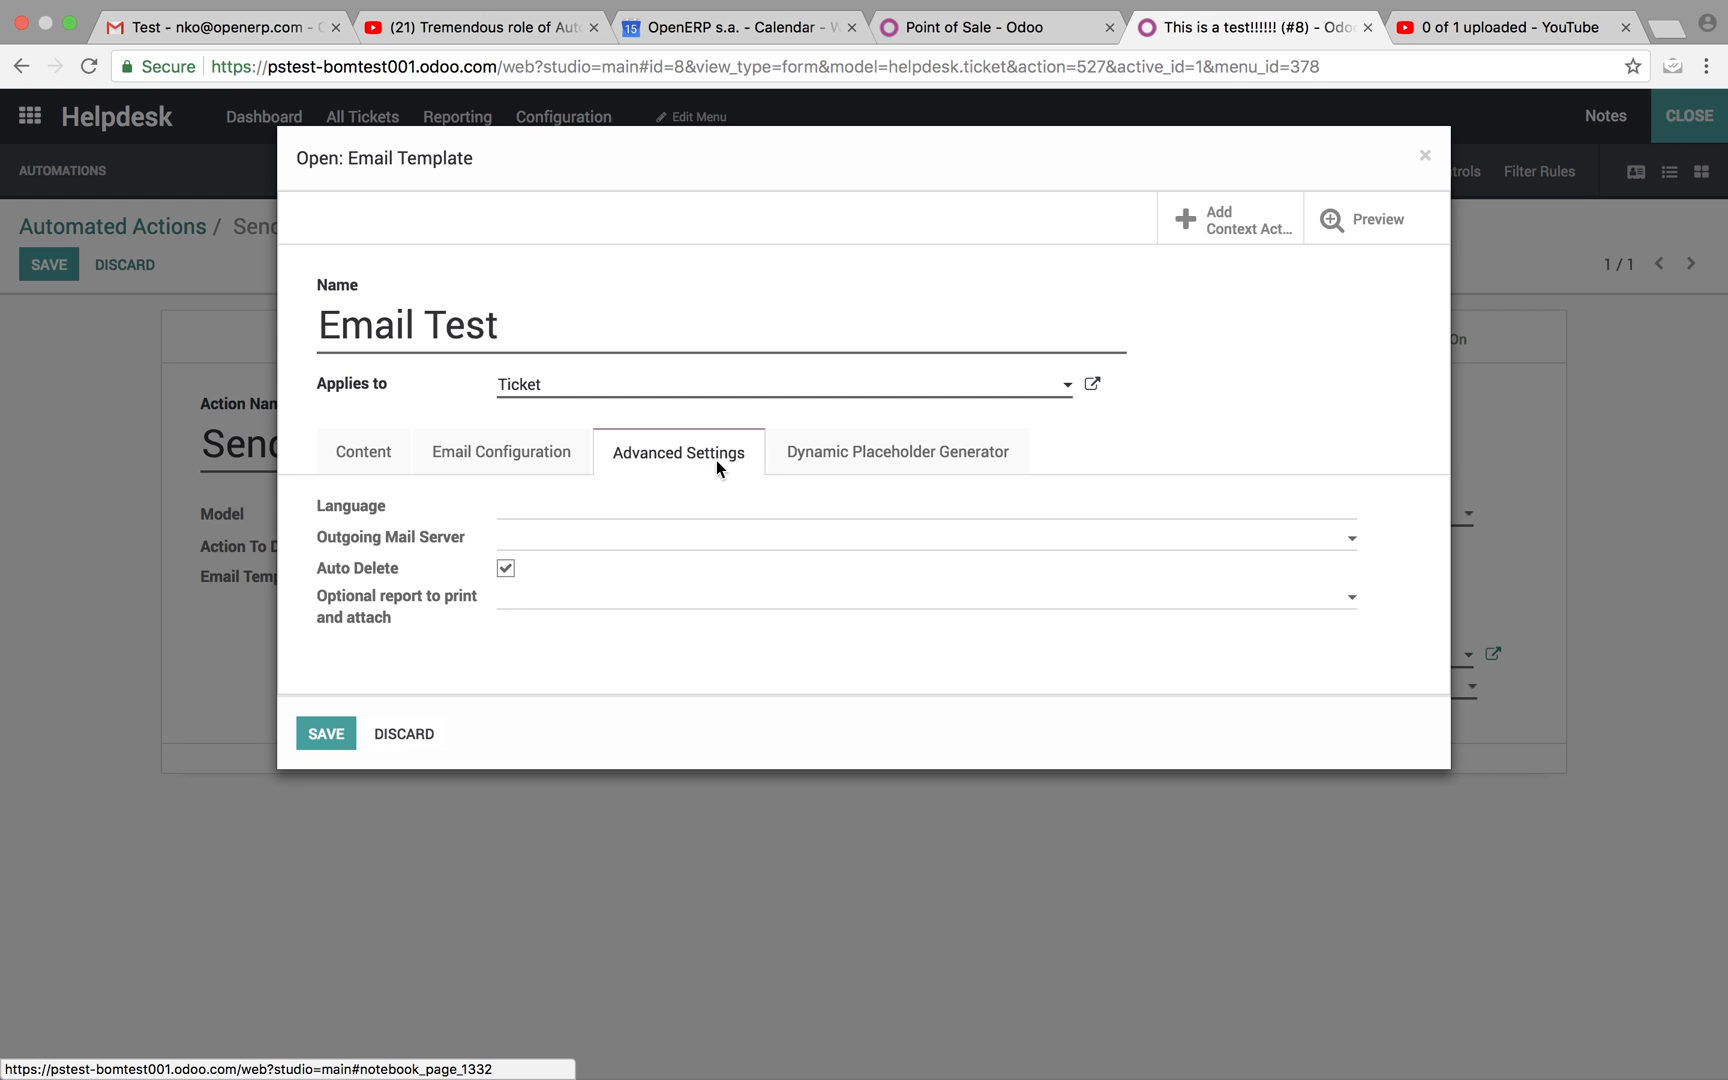 Test - nko@openerp.com - 
(21) Tremendous role of Aut
15 OpenERP s.a. - Calendar - 
Point of Sale - Odoo
This is a test!!!!!! (#8) - Odoo
0 of 1 uploaded - YouTube
Secure https://pstest-bomtest001.odoo.com/web?studio=main#id=8&view_type=form&model=helpdesk.ticket&action=527&active_id=1&menu_id=378
Helpdesk Dashboard All Tickets Reporting Configuration Edit Menu Notes CLOSE
AUTOMATIONS trols Filter Rules
Open: Email Template
×
Automated Actions / Send
SAVE DISCARD
1 / 1
Add
Context Act...
Preview
Name
Email Test
On
Applies to Ticket
Action Nam
Send
Content Email Configuration Advanced Settings Dynamic Placeholder Generator
Model
Action To D
Email Temp
Language
Outgoing Mail Server
Auto Delete
Optional report to print
and attach
SAVE DISCARD
https://pstest-bomtest001.odoo.com/web?studio=main#notebook_page_1332